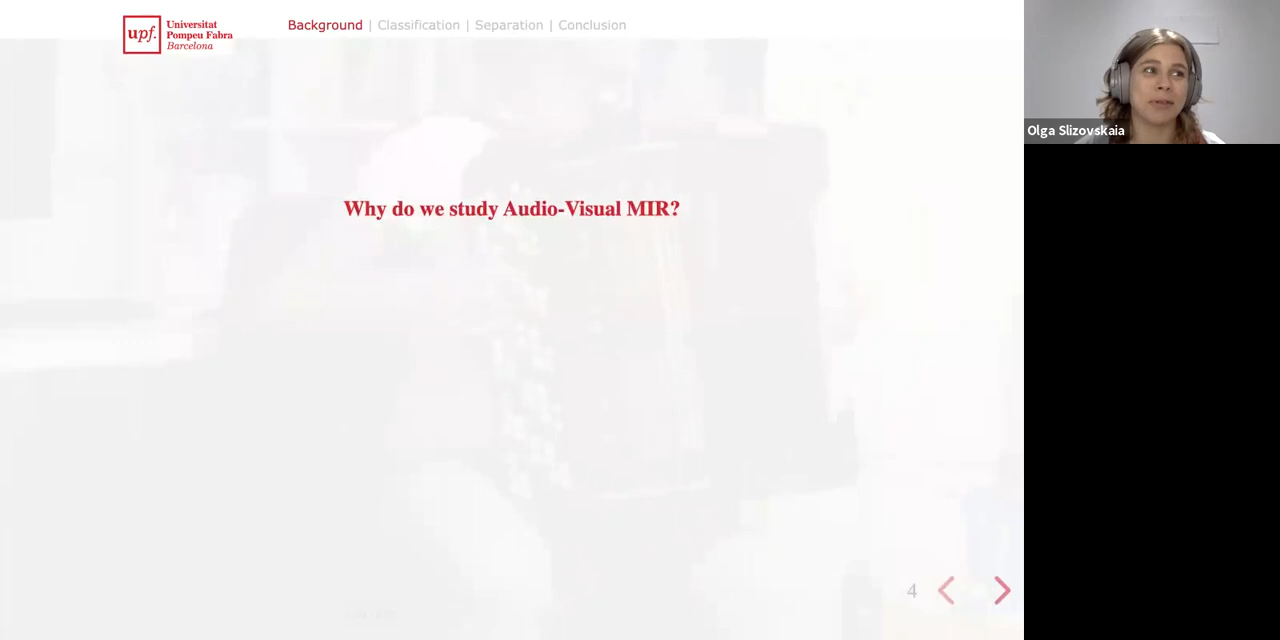 upf. Universitat
Pompeu Fabra
Barcelona
Background | Classification | Separation | Conclusion
Olga Slizovskaia
Why do we study Audio-Visual MIR?
4